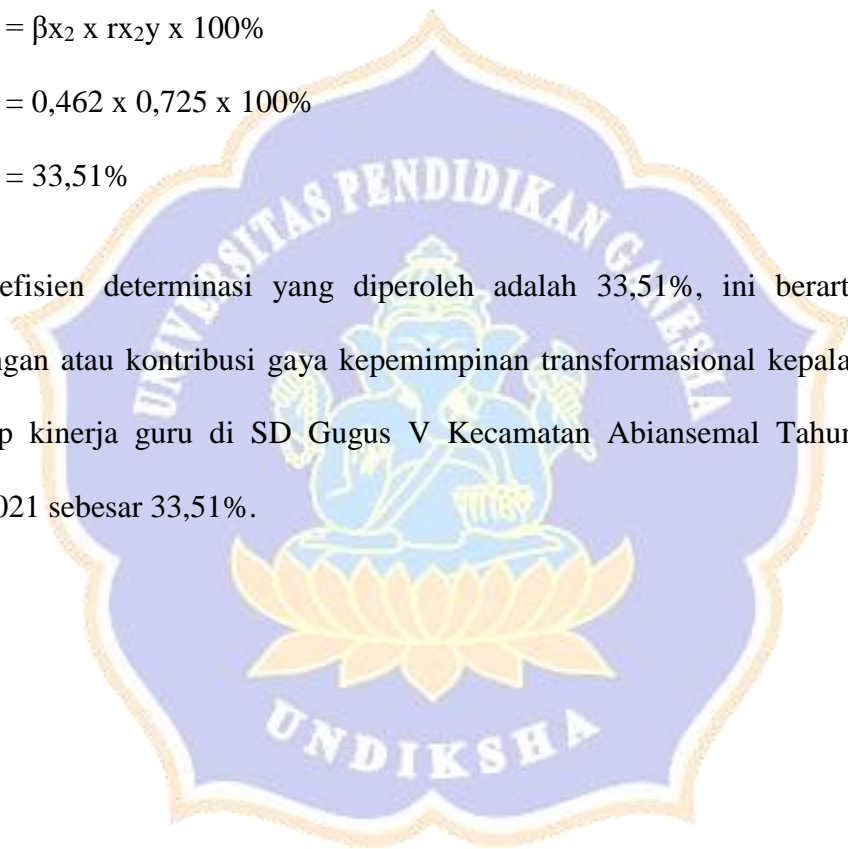 = βx₂ x rx₂y x 100%
= 0,462 x 0,725 x 100%
= 33,51%
efisien determinasi yang diperoleh adalah 33,51%, ini berart
ngan atau kontribusi gaya kepemimpinan transformasional kepala
p kinerja guru di SD Gugus V Kecamatan Abiansemal Tahun
021 sebesar 33,51%.
UNIVERSITAS PENDIDIKAN GANESHA
UNDIKSHA